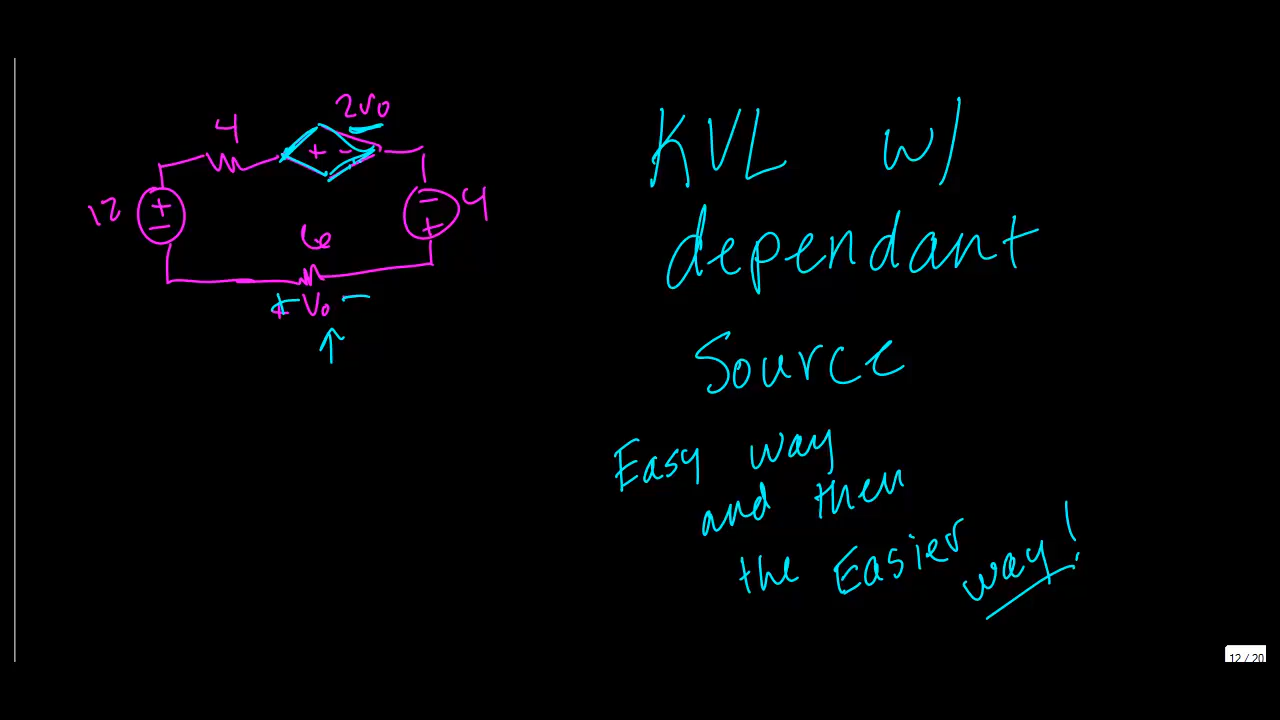 2v0
4
+ -
12
+
-
-
+
4
6
+ V0 -
KVL w/
dependant
Source
Easy way
and then
the Easier
way!
12 / 20